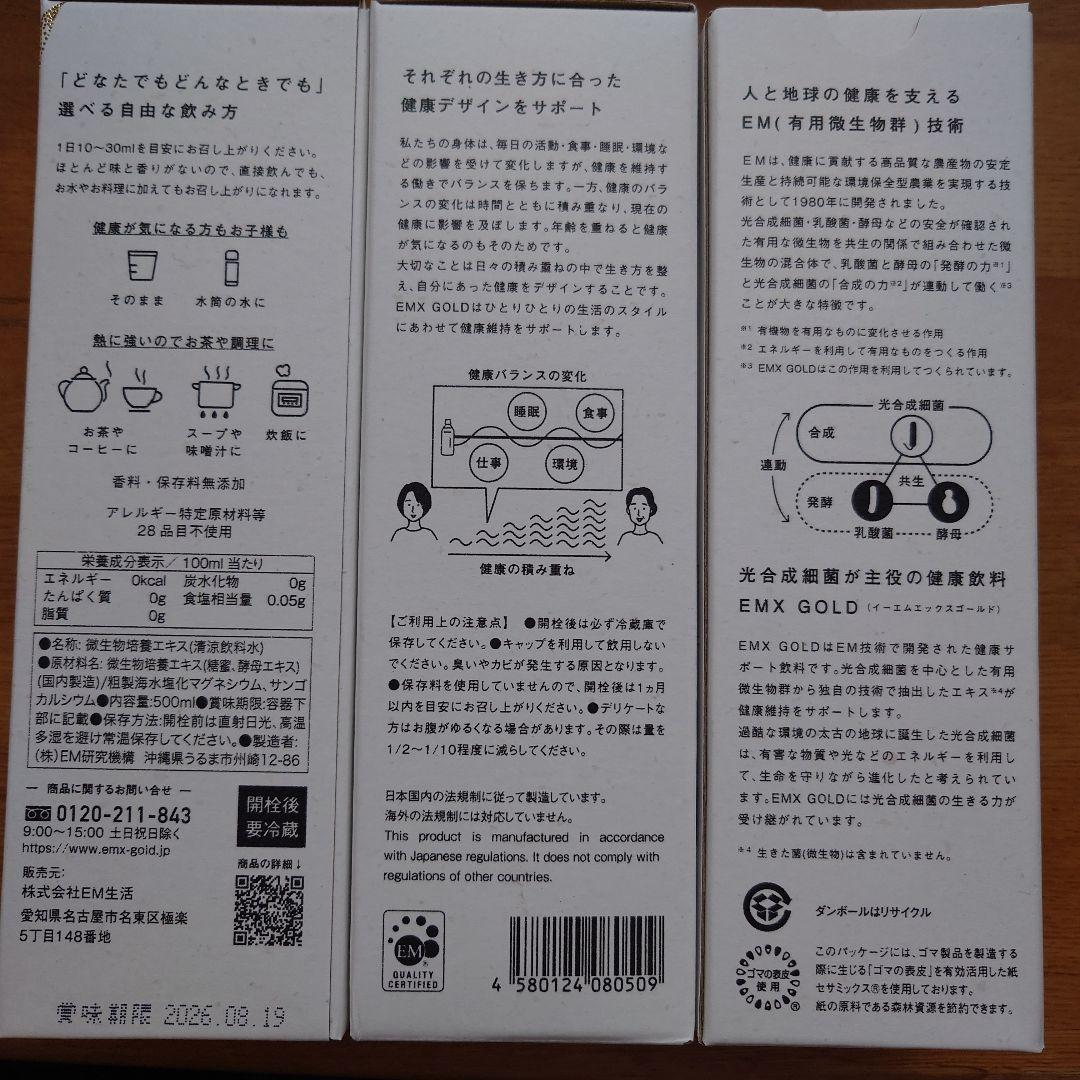 「どなたでもどんなときでも」
選べる自由な飲み方
1日10〜30mlを目安にお召し上がりください。
ほとんど味と香りがないので、直接飲んでも、
お水やお料理に加えてもお召し上がりになれます。
健康が気になる方もお子様も
そのまま 水筒の水に
熱に強いのでお茶や調理に
お茶や
コーヒーに
スープや
味噌汁に
炊飯に
香料・保存料無添加
アレルギー特定原材料等
28品目不使用
栄養成分表示／100ml当たり
エネルギー 0kcal 炭水化物 0g
たんぱく質 0g 食塩相当量 0.05g
脂質 0g
●名称:微生物培養エキス(清涼飲料水)
●原材料名:微生物培養エキス(糖蜜、酵母エキス)
(国内製造)/粗製海水塩化マグネシウム、サンゴ
カルシウム●内容量:500ml●賞味期限:容器下
部に記載●保存方法:開栓前は直射日光、高温
多湿を避け常温保存してください。●製造者:
(株)EM研究機構 沖縄県うるま市州崎12-86
— 商品に関するお問い合せ —
0120-211-843
9:00〜15:00 土日祝日除く
https://www.emx-gold.jp
開栓後
要冷蔵
商品の詳細↓
販売元:
株式会社EM生活
愛知県名古屋市名東区極楽
5丁目148番地
賞味期限 2026.08.19
それぞれの生き方に合った
健康デザインをサポート
私たちの身体は、毎日の活動・食事・睡眠・環境な
どの影響を受けて変化しますが、健康を維持す
る働きでバランスを保ちます。一方、健康のバラ
ンスの変化は時間とともに積み重なり、現在の
健康に影響を及ぼします。年齢を重ねると健康
が気になるのもそのためです。
大切なことは日々の積み重ねの中で生き方を整
え、自分にあった健康をデザインすることです。
EMX GOLDはひとりひとりの生活のスタイル
にあわせて健康維持をサポートします。
健康バランスの変化
睡眠
食事
仕事
環境
健康の積み重ね
【ご利用上の注意点】 ●開栓後は必ず冷蔵庫で
保存してください。●キャップを利用して飲用しない
でください。臭いやカビが発生する原因となります。
●保存料を使用していませんので、開栓後は1ヵ月
以内を目安にお召し上がりください。●デリケートな
方はお腹がゆるくなる場合があります。その際は量を
1/2〜1/10程度に減らしてください。
日本国内の法規制に従って製造しています。
海外の法規制には対応していません。
This product is manufactured in accordance
with Japanese regulations. It does not comply with
regulations of other countries.
EM®
QUALITY
CERTIFIED
4 580124 080509
人と地球の健康を支える
EM(有用微生物群)技術
EMは、健康に貢献する高品質な農産物の安定
生産と持続可能な環境保全型農業を実現する技
術として1980年に開発されました。
光合成細菌・乳酸菌・酵母などの安全が確認され
た有用な微生物を共生の関係で組み合わせた微
生物の混合体で、乳酸菌と酵母の「発酵の力※1」
と光合成細菌の「合成の力※2」が連動して働く※3
ことが大きな特徴です。
※1 有機物を有用なものに変化させる作用
※2 エネルギーを利用して有用なものをつくる作用
※3 EMX GOLDはこの作用を利用してつくられています。
光合成細菌
合成
連動
共生
発酵
乳酸菌 酵母
光合成細菌が主役の健康飲料
EMX GOLD (イーエムエックスゴールド)
EMX GOLDはEM技術で開発された健康サ
ポート飲料です。光合成細菌を中心とした有用
微生物群から独自の技術で抽出したエキス※4が
健康維持をサポートします。
過酷な環境の太古の地球に誕生した光合成細菌
は、有害な物質や光などのエネルギーを利用し
て、生命を守りながら進化したと考えられてい
ます。EMX GOLDには光合成細菌の生きる力が
受け継がれています。
※4 生きた菌(微生物)は含まれていません。
ダンボールはリサイクル
ゴマの表皮
使用
このパッケージには、ゴマ製品を製造する
際に生じる「ゴマの表皮」を有効活用した紙
セサミックス®を使用しております。
紙の原料である森林資源を節約できます。